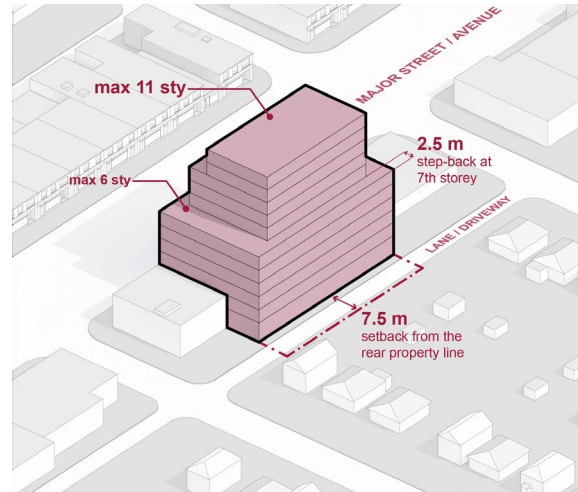 MAJOR STREET / AVENUE
max 11 sty
max 6 sty
2.5 m
step-back at
7th storey
LANE / DRIVEWAY
7.5 m
setback from the
rear property line